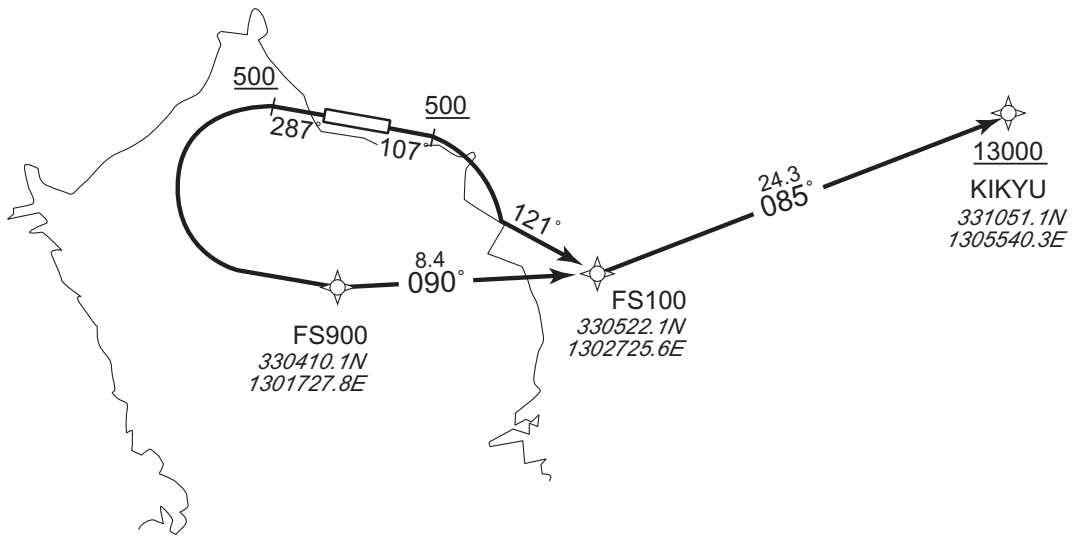 500
500
287°
107°
121°
24.3
085°
13000
KIKYU
331051.1N
1305540.3E
8.4
090°
FS100
330522.1N
1302725.6E
FS900
330410.1N
1301727.8E